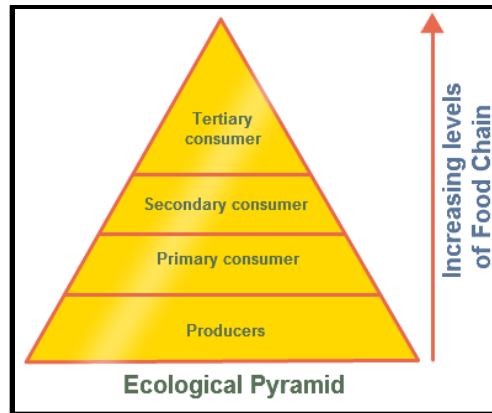 Tertiary
consumer
Secondary consumer
Primary consumer
Producers
Ecological Pyramid
Increasing levels
of Food Chain